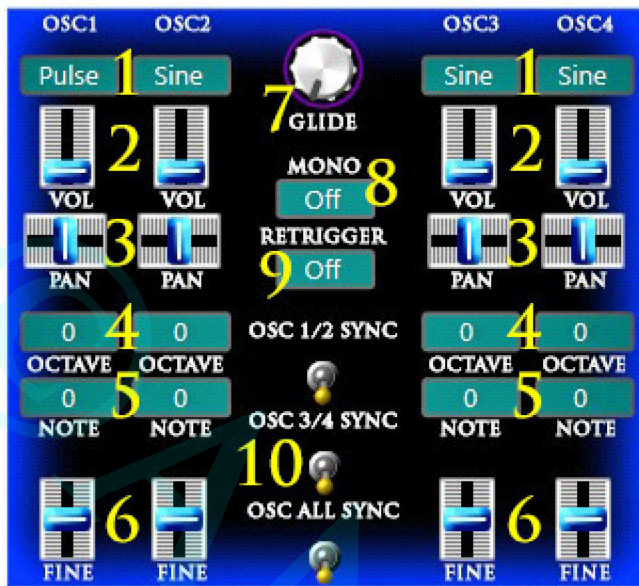 OSC1 OSC2 OSC3 OSC4
Pulse 1 Sine Sine 1 Sine
7
GLIDE
2 2
VOL VOL VOL VOL
MONO
Off 8
3 3
PAN PAN PAN PAN
RETRIGGER
9 Off
0 4 0 0 4 0
OCTAVE OCTAVE OCTAVE OCTAVE
OSC 1/2 SYNC
0 5 0 0 5 0
NOTE NOTE NOTE NOTE
OSC 3/4 SYNC
10
OSC ALL SYNC
6 6
FINE FINE FINE FINE